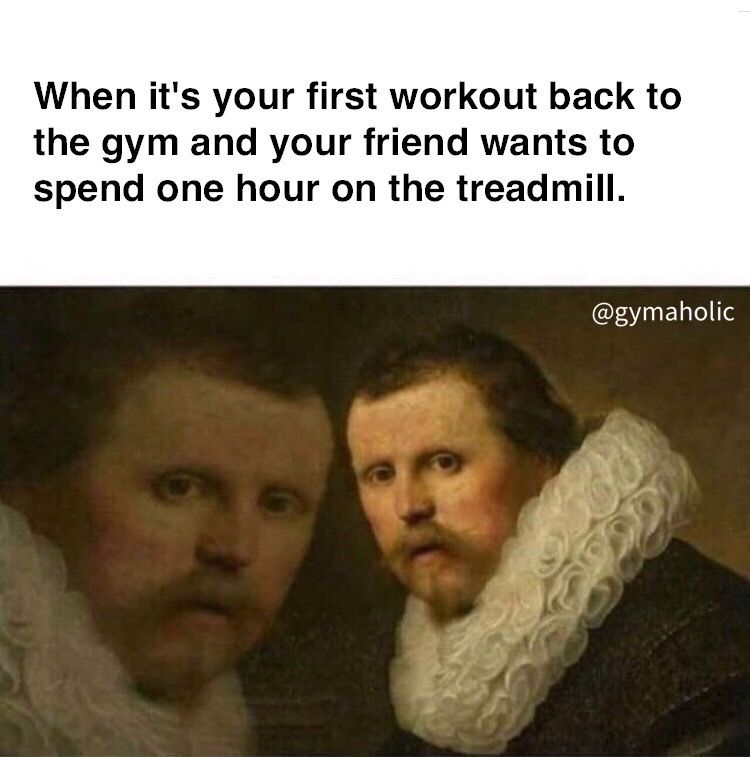 When it's your first workout back to
the gym and your friend wants to
spend one hour on the treadmill.
@gymaholic